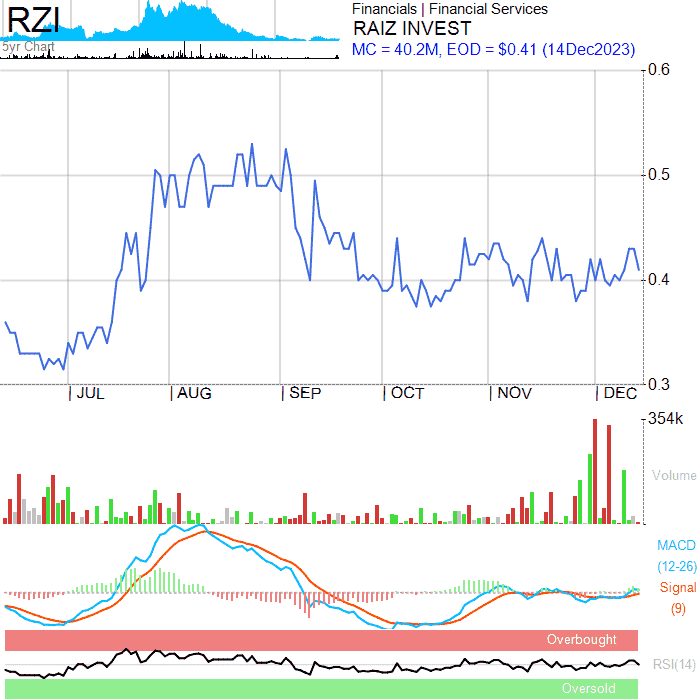 RZI
5yr Chart
Financials | Financial Services
RAIZ INVEST
MC = 40.2M, EOD = $0.41 (14Dec2023)
0.6
0.5
0.4
0.3
JUL
AUG
SEP
OCT
NOV
DEC
354k
Volume
MACD
(12-26)
Signal
(9)
Overbought
RSI(14)
Oversold